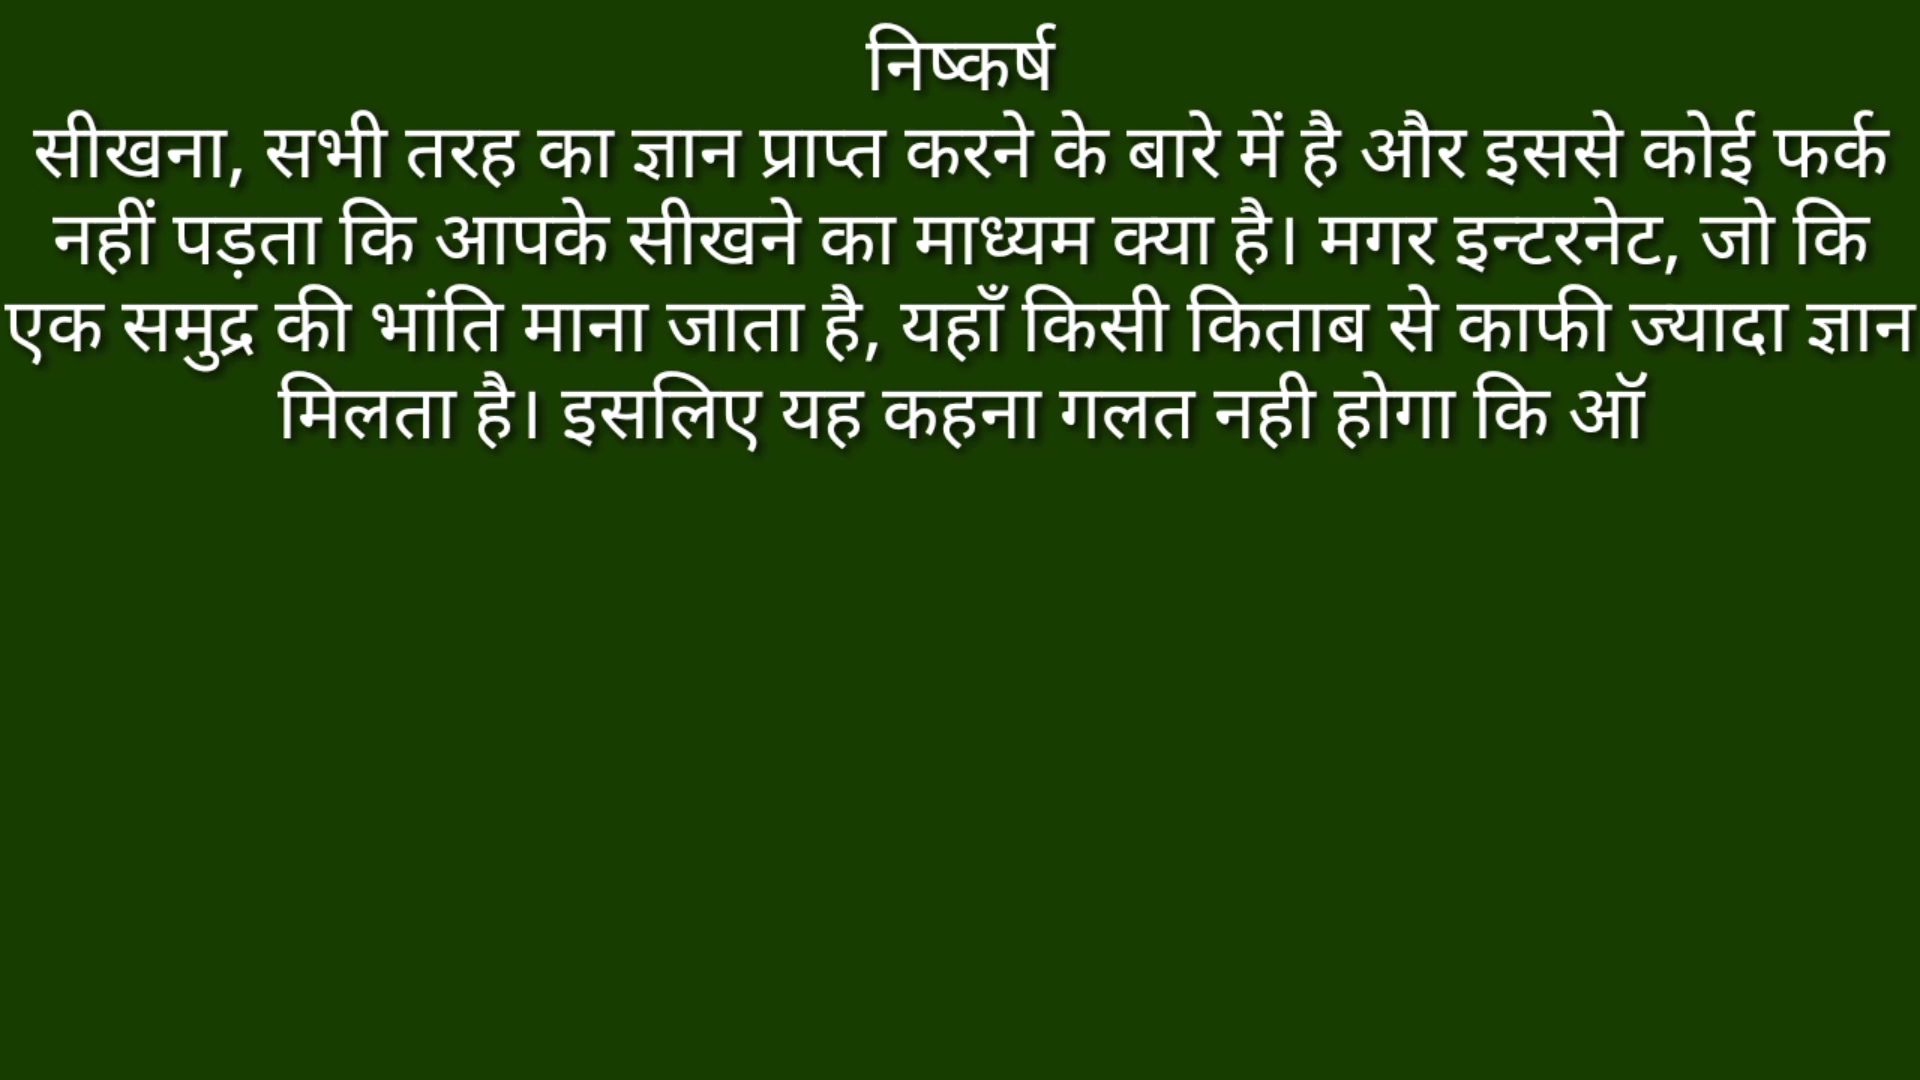 निष्कर्ष
सीखना, सभी तरह का ज्ञान प्राप्त करने के बारे में है और इससे कोई फर्क
नहीं पड़ता कि आपके सीखने का माध्यम क्या है। मगर इन्टरनेट, जो कि
एक समुद्र की भांति माना जाता है, यहाँ किसी किताब से काफी ज्यादा ज्ञान
मिलता है। इसलिए यह कहना गलत नही होगा कि ऑ